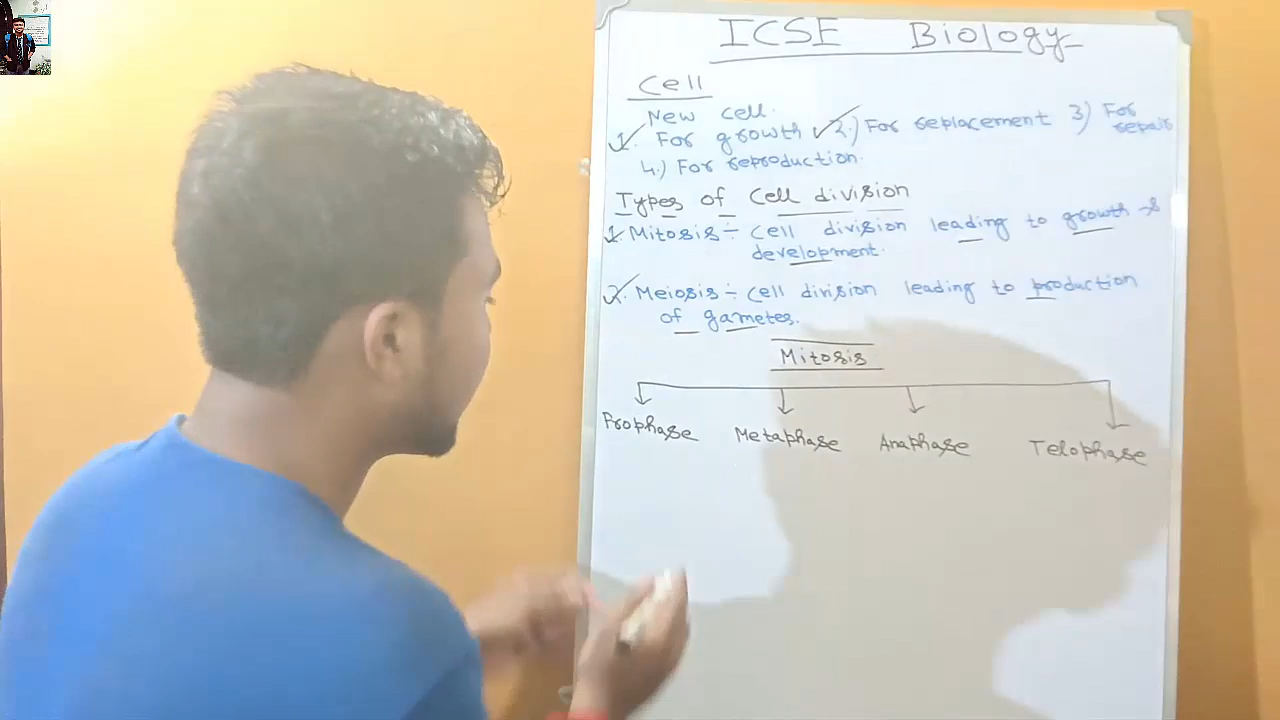 ICSE Biology
Cell
New cell.
1. For growth 2.) For replacement 3) For repair
4.) For reproduction.
Types of Cell division
1. Mitosis÷ Cell division leading to growth &
development.
2. Meiosis÷ Cell division leading to production
of gametes.
Mitosis
Prophase Metaphase Anaphase Telophase